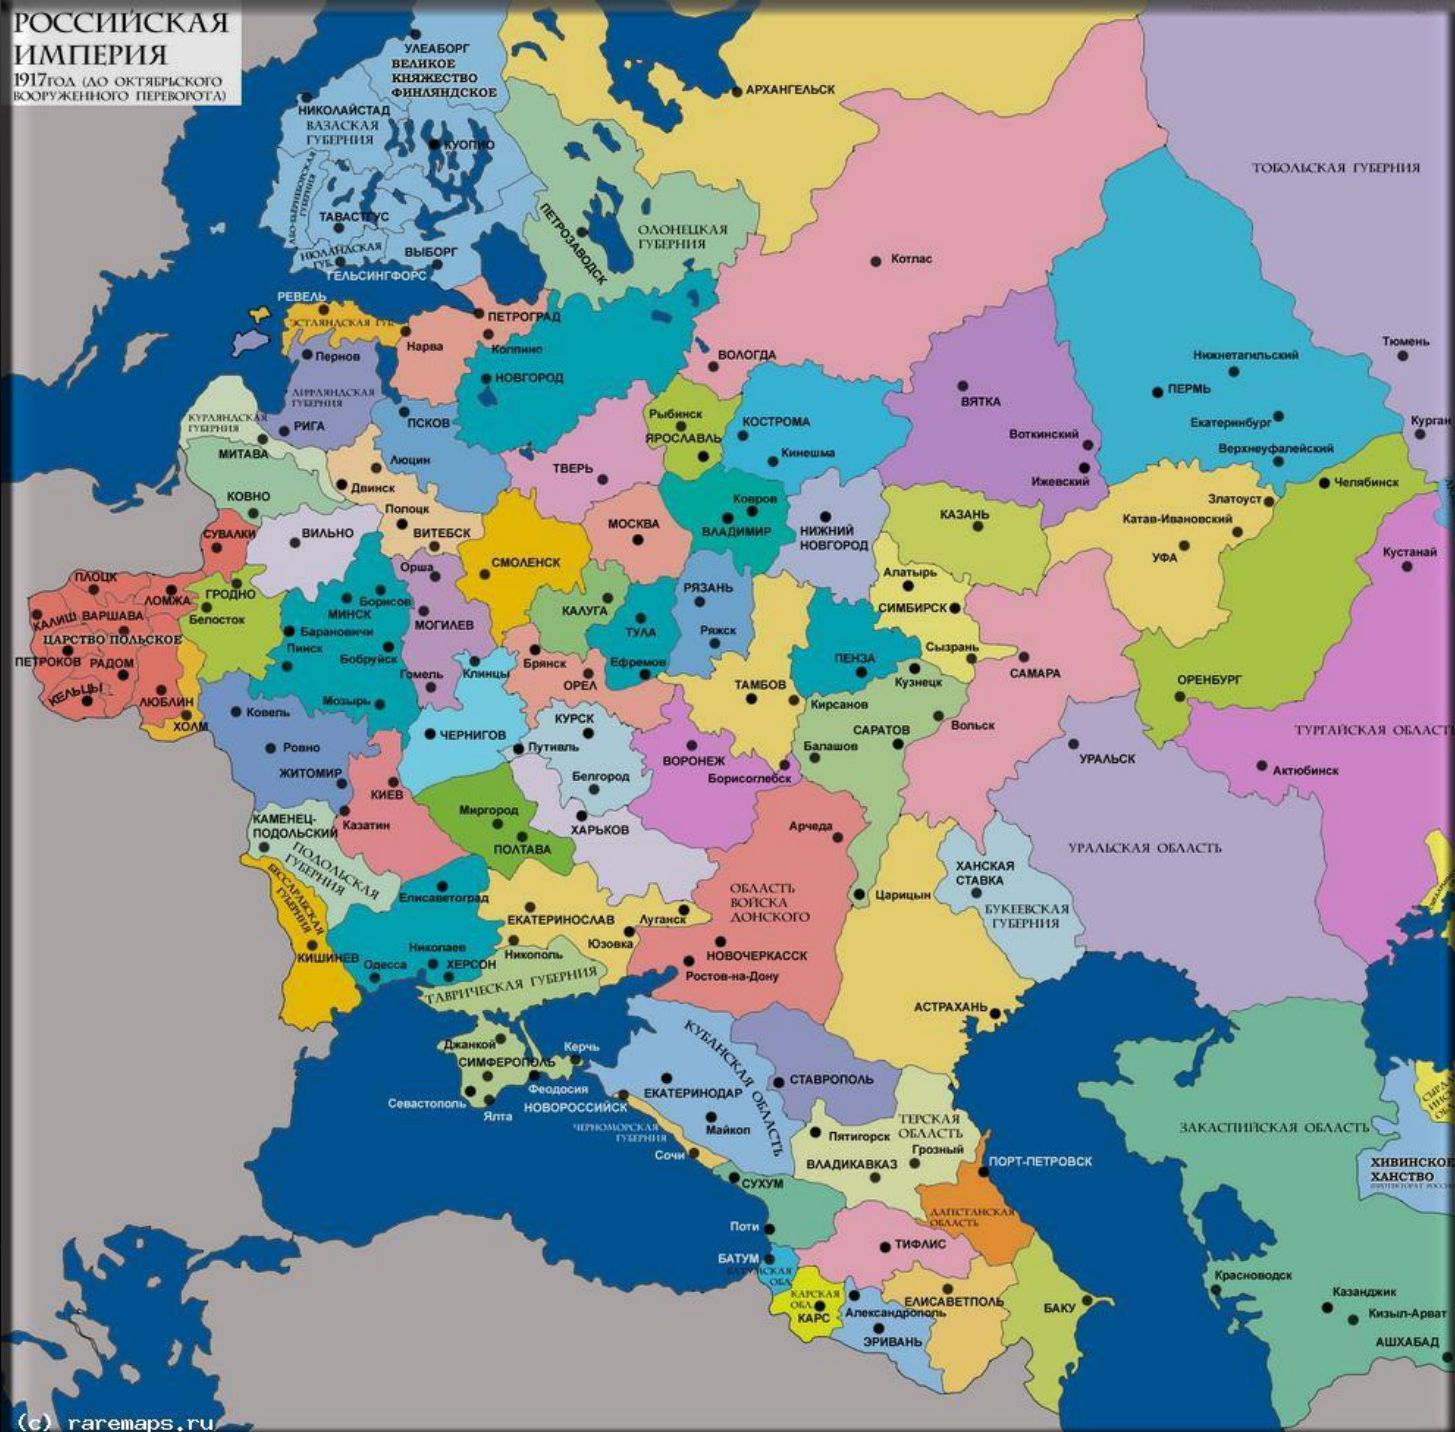 РОССИЙСКАЯ
ИМПЕРИЯ
1917ГОД (ДО ОКТЯБРЬСКОГО
ВООРУЖЕННОГО ПЕРЕВОРОТА)
УЛЕАБОРГ
ВЕЛИКОЕ
КНЯЖЕСТВО
ФИНЛЯНДСКОЕ
НИКОЛАЙСТАД
ВАЗАСКАЯ
ГУБЕРНИЯ
КУОПИО
АБО-БЬЕРНЕБОРСКАЯ
ГУБЕРНИЯ
ТАВАСТГУС
НЮЛАНДСКАЯ
ГУБ.
ВЫБОРГ
ГЕЛЬСИНГФОРС
АРХАНГЕЛЬСК
ТОБОЛЬСКАЯ ГУБЕРНИЯ
ПЕТРОЗАВОДСК
ОЛОНЕЦКАЯ
ГУБЕРНИЯ
Котлас
РЕВЕЛЬ
ЭСТЛЯНДСКАЯ ГУБ.
ПЕТРОГРАД
Нарва
Колпино
Пернов
НОВГОРОД
ВОЛОГДА
Тюмень
Нижнетагильский
ПЕРМЬ
ВЯТКА
ЛИФЛЯНДСКАЯ
ГУБЕРНИЯ
КУРЛЯНДСКАЯ
ГУБЕРНИЯ
РИГА
ПСКОВ
Рыбинск
ЯРОСЛАВЛЬ
КОСТРОМА
Кинешма
Воткинский
Екатеринбург
Курган
Верхнеуфалейский
МИТАВА
Люцин
ТВЕРЬ
Ижевский
Челябинск
Двинск
КОВНО
Полоцк
Ковров
ВЛАДИМИР
Златоуст
Катав-Ивановский
СУВАЛКИ
ВИЛЬНО
ВИТЕБСК
МОСКВА
НИЖНИЙ
НОВГОРОД
КАЗАНЬ
УФА
Кустанай
СМОЛЕНСК
Орша
Алатырь
ПЛОЦК
ЛОМЖА
ГРОДНО
Белосток
МИНСК
Борисов
МОГИЛЕВ
КАЛУГА
РЯЗАНЬ
СИМБИРСК
КАЛИШ
ВАРШАВА
ЦАРСТВО ПОЛЬСКОЕ
Барановичи
Пинск
Бобруйск
ТУЛА
Ряжск
Сызрань
ПЕТРОКОВ
РАДОМ
Гомель
Клинцы
Брянск
Ефремов
ПЕНЗА
Кузнецк
САМАРА
ОРЕНБУРГ
КЕЛЬЦЫ
ЛЮБЛИН
ХОЛМ
Мозырь
ОРЕЛ
ТАМБОВ
Кирсанов
Ковель
Ровно
ЧЕРНИГОВ
КУРСК
Путивль
ВОРОНЕЖ
САРАТОВ
Вольск
Балашов
ТУРГАЙСКАЯ ОБЛАСТ
УРАЛЬСК
Актюбинск
ЖИТОМИР
КИЕВ
Белгород
Борисоглебск
КАМЕНЕЦ-
ПОДОЛЬСКИЙ
Казатин
Миргород
ПОЛТАВА
ХАРЬКОВ
Арчеда
ПОДОЛЬСКАЯ
ГУБЕРНИЯ
УРАЛЬСКАЯ ОБЛАСТЬ
БЕССАРАБСКАЯ
ГУБЕРНИЯ
Елисаветоград
ОБЛАСТЬ
ВОЙСКА
ДОНСКОГО
Царицын
ХАНСКАЯ
СТАВКА
БУКЕЕВСКАЯ
ГУБЕРНИЯ
ЕКАТЕРИНОСЛАВ
Луганск
КИШИНЕВ
Николаев
Одесса
ХЕРСОН
Никополь
Юзовка
НОВОЧЕРКАССК
Ростов-на-Дону
ТАВРИЧЕСКАЯ ГУБЕРНИЯ
АСТРАХАНЬ
Джанкой
СИМФЕРОПОЛЬ
Керчь
Феодосия
Севастополь
Ялта
НОВОРОССИЙСК
КУБАНСКАЯ ОБЛАСТЬ
ЕКАТЕРИНОДАР
СТАВРОПОЛЬ
Майкоп
ЧЕРНОМОРСКАЯ
ГУБЕРНИЯ
Сочи
Пятигорск
ТЕРСКАЯ
ОБЛАСТЬ
Грозный
ВЛАДИКАВКАЗ
ПОРТ-ПЕТРОВСК
ЗАКАСПИЙСКАЯ ОБЛАСТЬ
ХИВИНСКОЕ
ХАНСТВО
СУХУМ
ДАГЕСТАНСКАЯ
ОБЛАСТЬ
Поти
ТИФЛИС
БАТУМ
БАТУМСКАЯ
ОБЛ
КАРСКАЯ
ОБЛ.
КАРС
Александрополь
ЕЛИСАВЕТПОЛЬ
ЭРИВАНЬ
БАКУ
Красноводск
Казанджик
Кизыл-Арват
АШХАБАД
(c) raremaps.ru